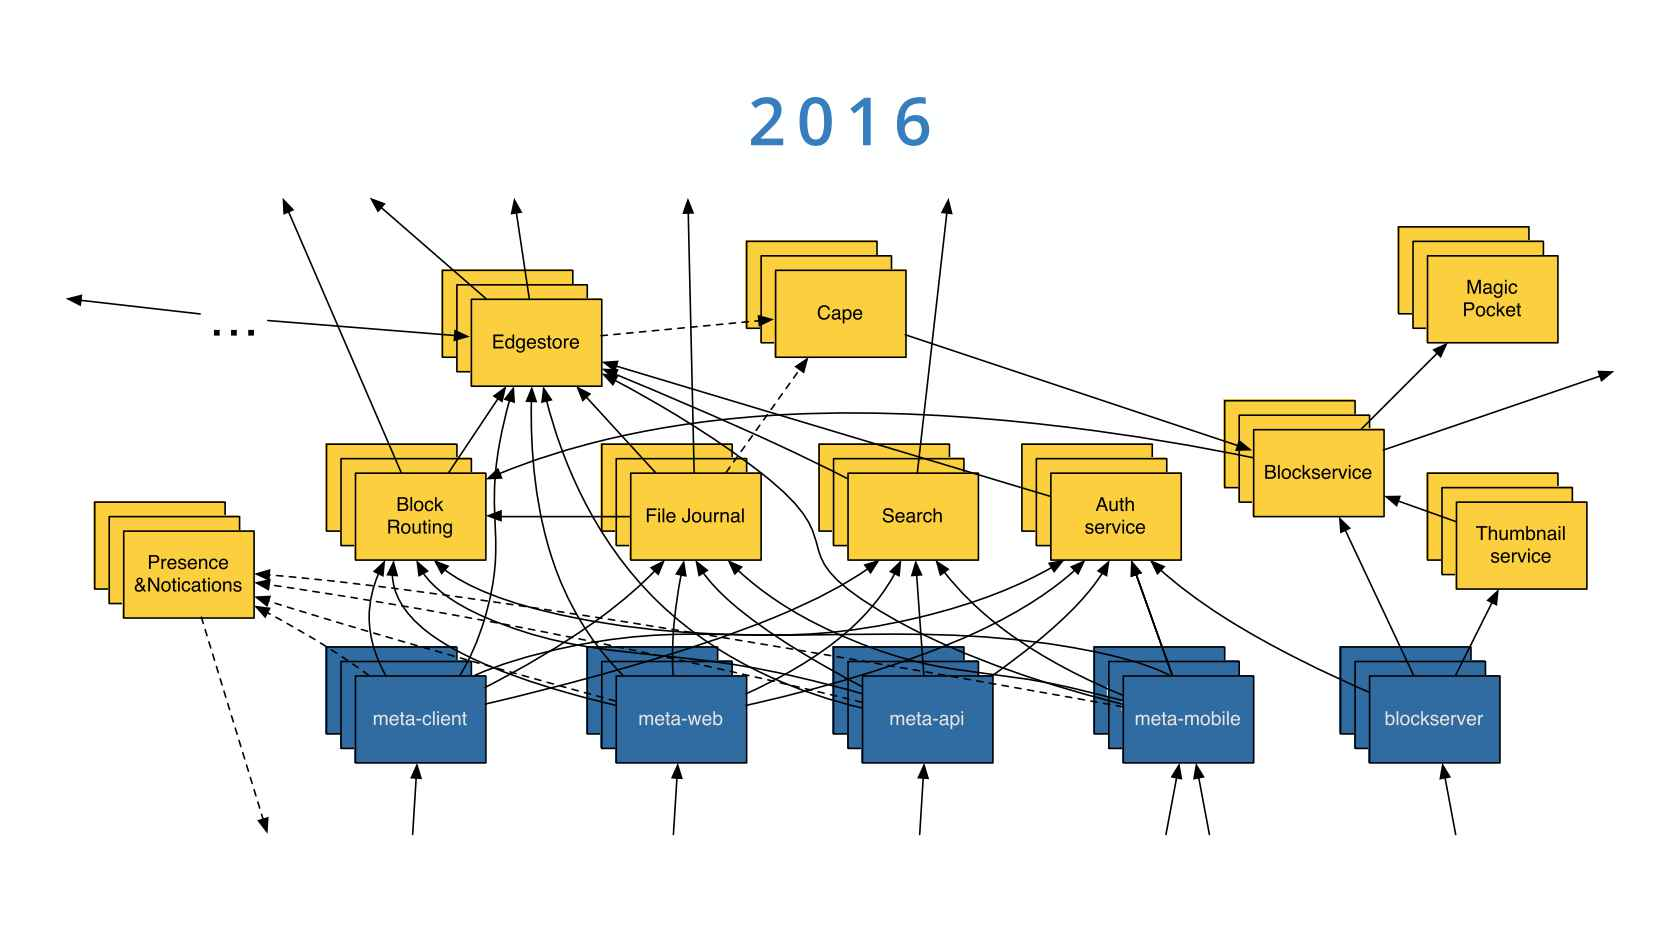 2016
Magic
Pocket
Cape
...
Edgestore
Blockservice
Block
Routing
File Journal
Search
Auth
service
Thumbnail
service
Presence
&Notications
meta-client
meta-web
meta-api
meta-mobile
blockserver